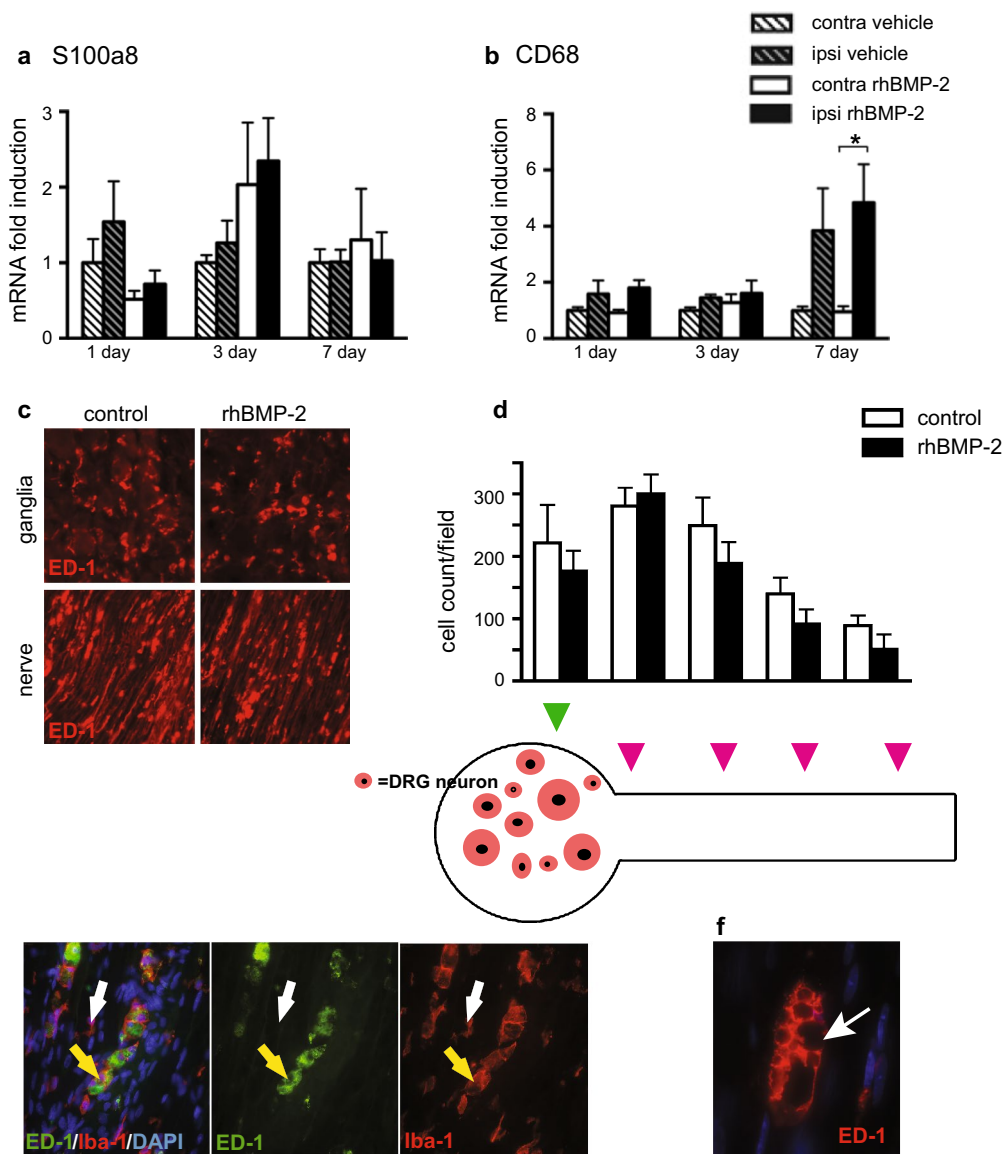 contra vehicle
ipsi vehicle
contra rhBMP-2
ipsi rhBMP-2
a S100a8
b CD68
mRNA fold induction
3
2
1
0
1 day
3 day
7 day
mRNA fold induction
8
6
4
2
0
*
1 day
3 day
7 day
c
control
rhBMP-2
ganglia
ED-1
nerve
ED-1
d
control
rhBMP-2
cell count/field
300
200
100
0
=DRG neuron
ED-1/Iba-1/DAPI
ED-1
Iba-1
f
ED-1